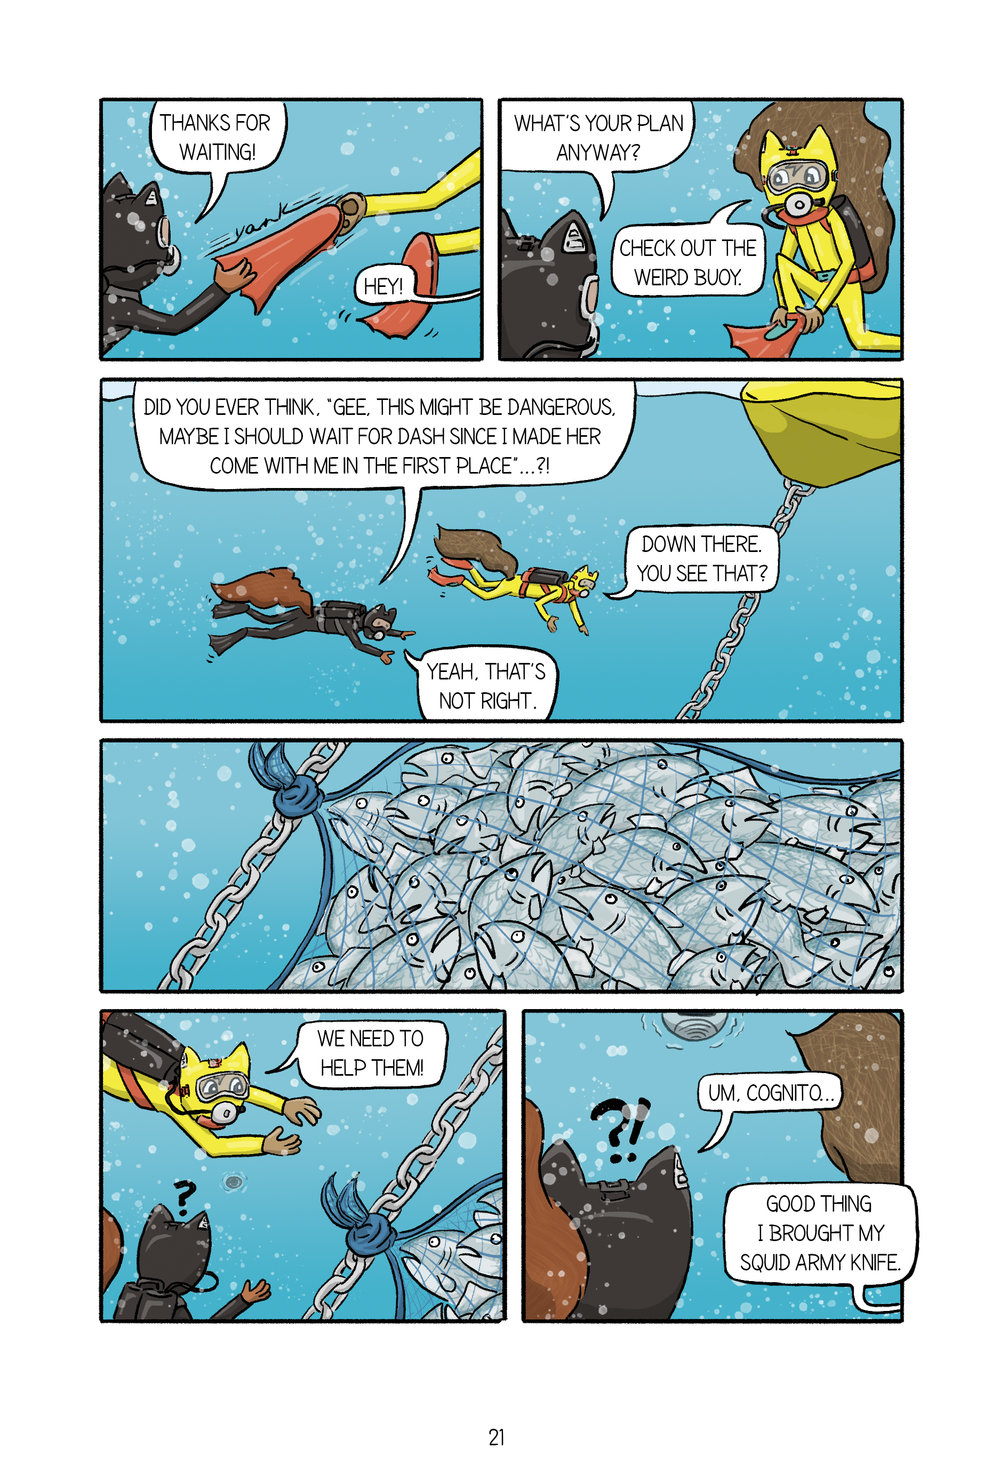 THANKS FOR
WAITING!
yank
HEY!
WHAT'S YOUR PLAN
ANYWAY?
CHECK OUT THE
WEIRD BUOY.
DID YOU EVER THINK, "GEE, THIS MIGHT BE DANGEROUS,
MAYBE I SHOULD WAIT FOR DASH SINCE I MADE HER
COME WITH ME IN THE FIRST PLACE"...?!
DOWN THERE.
YOU SEE THAT?
YEAH, THAT'S
NOT RIGHT.
WE NEED TO
HELP THEM!
?
?!
UM, COGNITO...
GOOD THING
I BROUGHT MY
SQUID ARMY KNIFE.
21